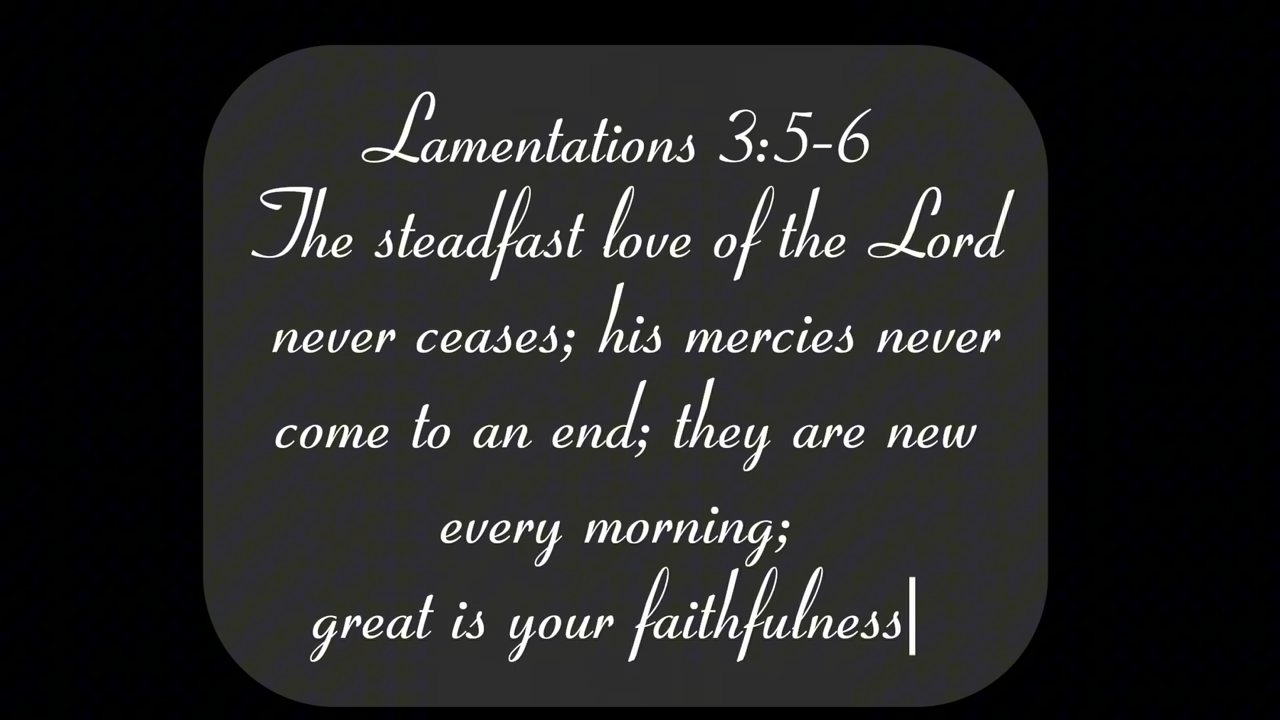 Lamentations 3:5-6
The steadfast love of the Lord
never ceases; his mercies never
come to an end; they are new
every morning;
great is your faithfulness